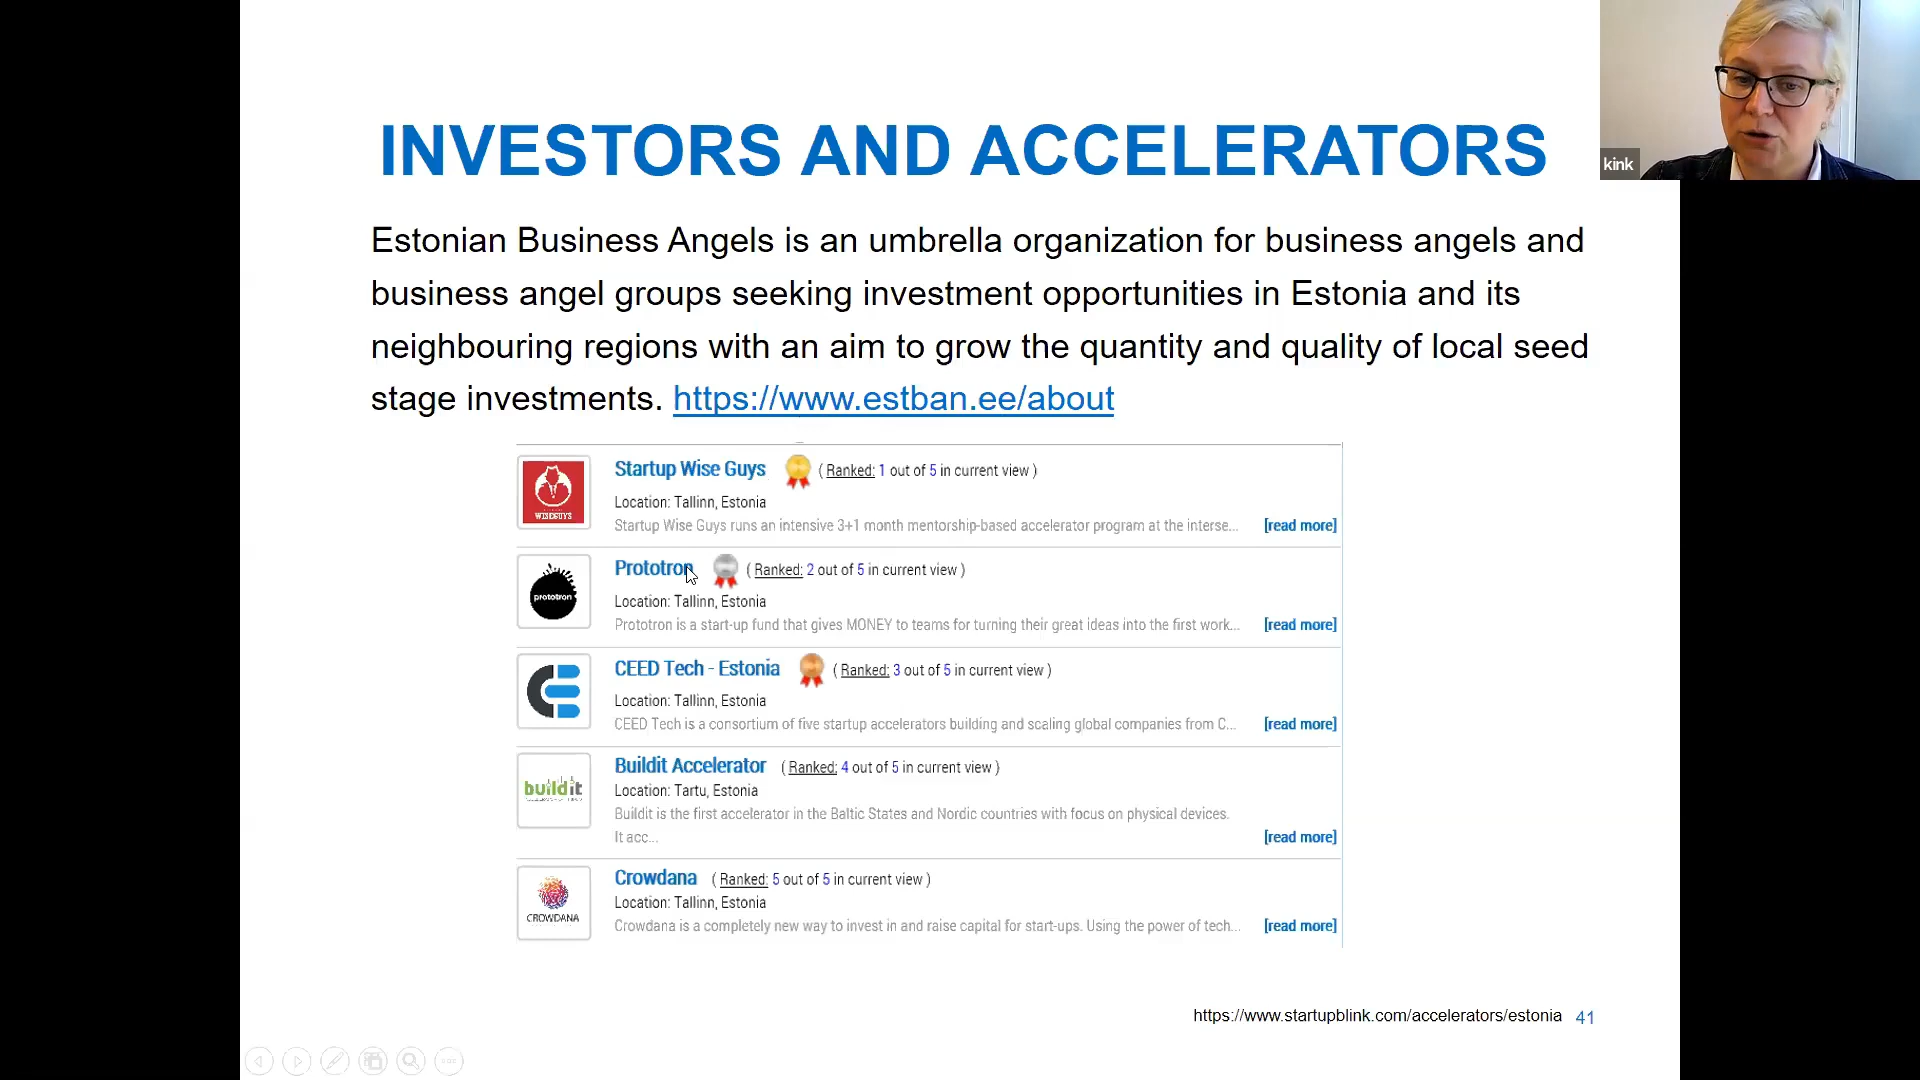 INVESTORS AND ACCELERATORS
kink
Estonian Business Angels is an umbrella organization for business angels and
business angel groups seeking investment opportunities in Estonia and its
neighbouring regions with an aim to grow the quantity and quality of local seed
stage investments. https://www.estban.ee/about
WISEGUYS
Startup Wise Guys ( Ranked: 1 out of 5 in current view )
Location: Tallinn, Estonia
Startup Wise Guys runs an intensive 3+1 month mentorship-based accelerator program at the interse... [read more]
prototron
Prototron ( Ranked: 2 out of 5 in current view )
Location: Tallinn, Estonia
Prototron is a start-up fund that gives MONEY to teams for turning their great ideas into the first work... [read more]
CEED Tech - Estonia ( Ranked: 3 out of 5 in current view )
Location: Tallinn, Estonia
CEED Tech is a consortium of five startup accelerators building and scaling global companies from C... [read more]
buildit
Buildit Accelerator ( Ranked: 4 out of 5 in current view )
Location: Tartu, Estonia
Buildit is the first accelerator in the Baltic States and Nordic countries with focus on physical devices.
It acc... [read more]
CROWDANA
Crowdana ( Ranked: 5 out of 5 in current view )
Location: Tallinn, Estonia
Crowdana is a completely new way to invest in and raise capital for start-ups. Using the power of tech... [read more]
https://www.startupblink.com/accelerators/estonia 41